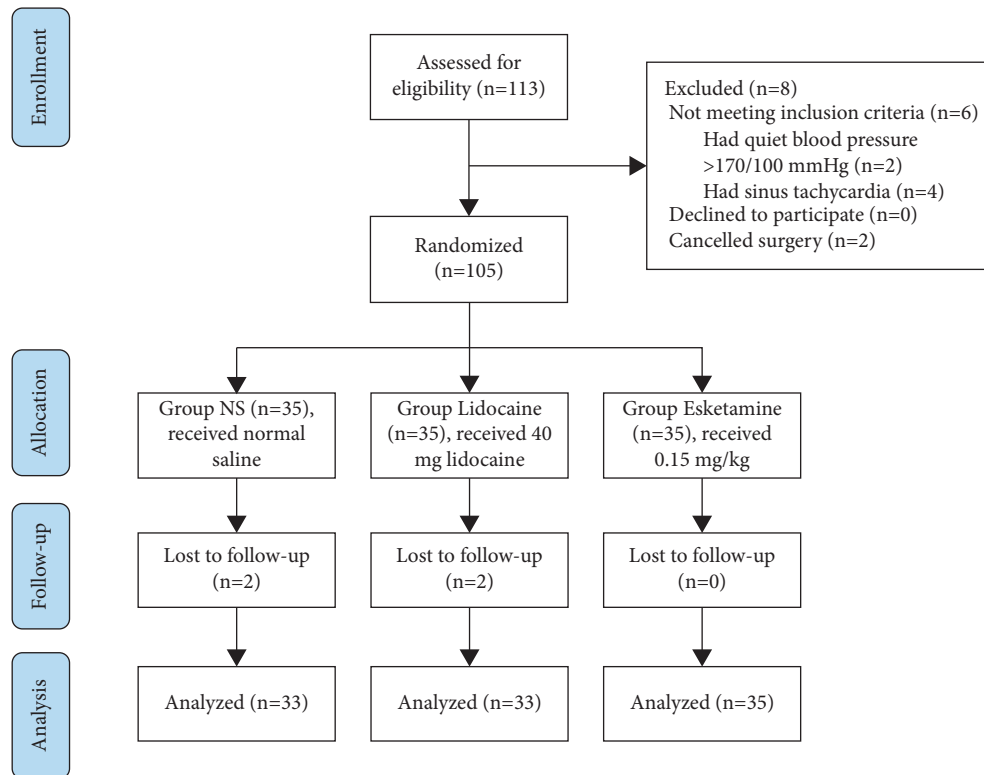 Enrollment
Assessed for
eligibility (n=113)
Excluded (n=8)
Not meeting inclusion criteria (n=6)
Had quiet blood pressure
>170/100 mmHg (n=2)
Had sinus tachycardia (n=4)
Declined to participate (n=0)
Cancelled surgery (n=2)
Randomized
(n=105)
Allocation
Group NS (n=35),
received normal
saline
Group Lidocaine
(n=35), received 40
mg lidocaine
Group Esketamine
(n=35), received
0.15 mg/kg
Follow-up
Lost to follow-up
(n=2)
Lost to follow-up
(n=2)
Lost to follow-up
(n=0)
Analysis
Analyzed (n=33)
Analyzed (n=33)
Analyzed (n=35)